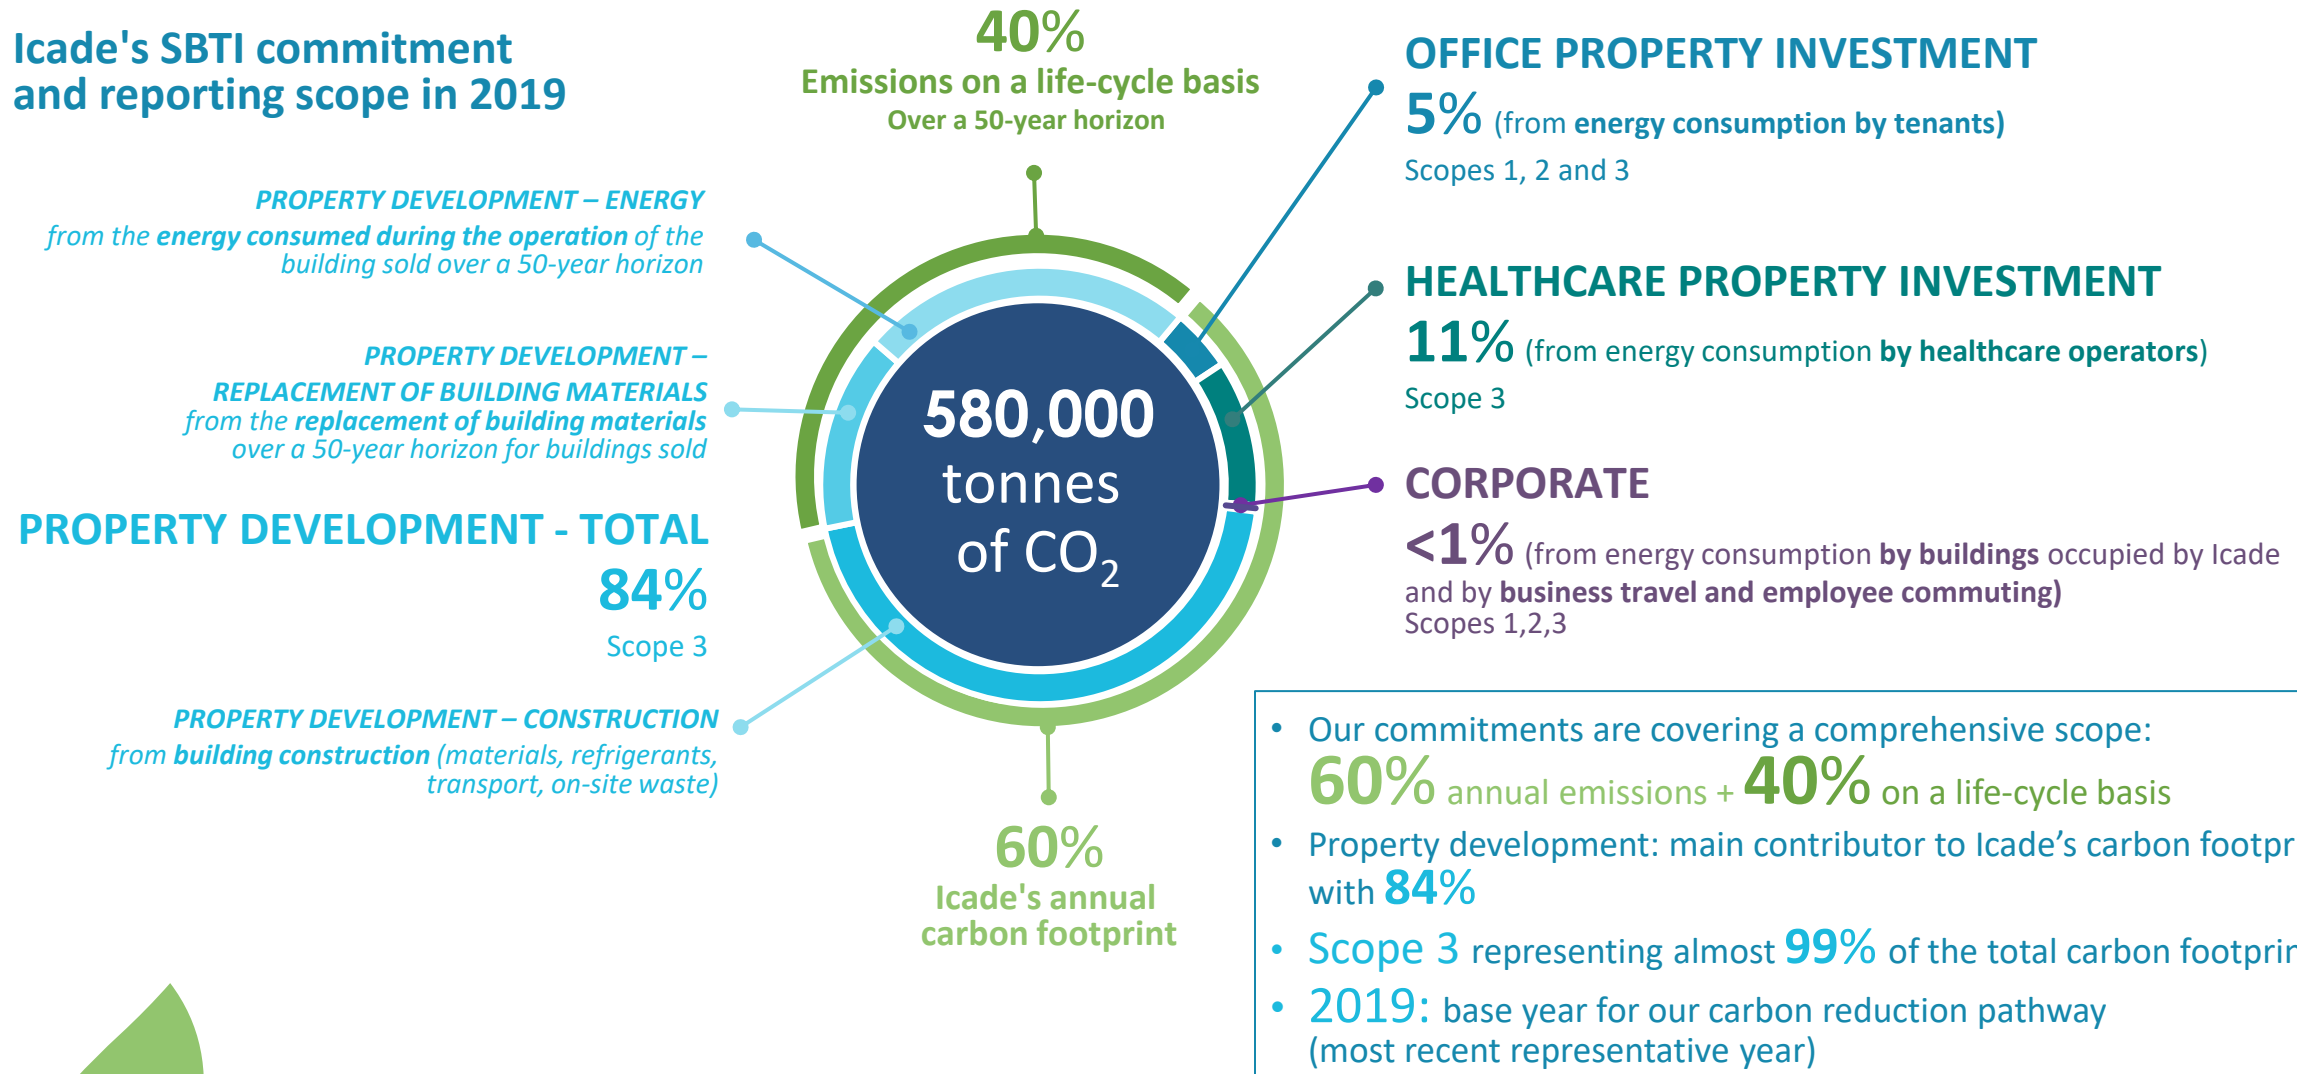 Icade's SBTI commitment
and reporting scope in 2019
40%
Emissions on a life-cycle basis
Over a 50-year horizon
PROPERTY DEVELOPMENT – ENERGY
from the energy consumed during the operation of the
building sold over a 50-year horizon
PROPERTY DEVELOPMENT –
REPLACEMENT OF BUILDING MATERIALS
from the replacement of building materials
over a 50-year horizon for buildings sold
PROPERTY DEVELOPMENT - TOTAL
84%
Scope 3
PROPERTY DEVELOPMENT – CONSTRUCTION
from building construction (materials, refrigerants,
transport, on-site waste)
580,000
tonnes
of CO2
60%
Icade's annual
carbon footprint
OFFICE PROPERTY INVESTMENT
5% (from energy consumption by tenants)
Scopes 1, 2 and 3
HEALTHCARE PROPERTY INVESTMENT
11% (from energy consumption by healthcare operators)
Scope 3
CORPORATE
<1% (from energy consumption by buildings occupied by Icade
and by business travel and employee commuting)
Scopes 1,2,3
• Our commitments are covering a comprehensive scope:
60% annual emissions + 40% on a life-cycle basis
• Property development: main contributor to Icade’s carbon footpr
with 84%
• Scope 3 representing almost 99% of the total carbon footprin
• 2019: base year for our carbon reduction pathway
(most recent representative year)